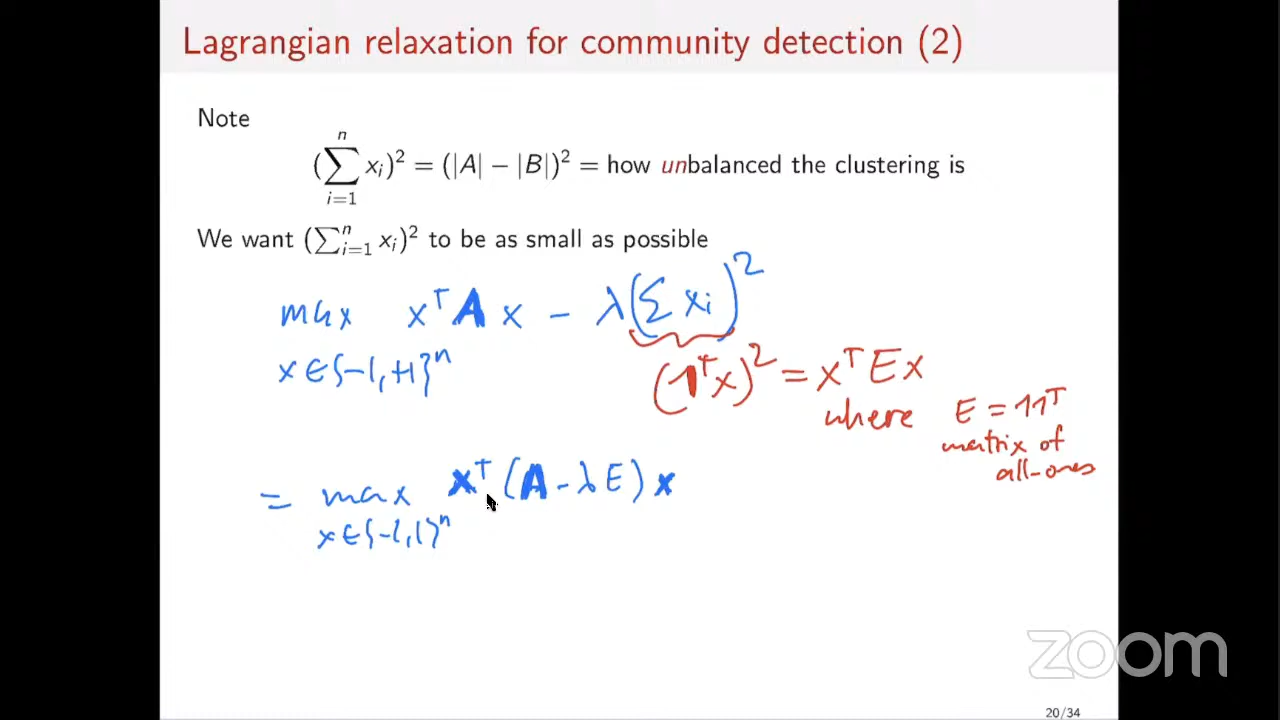 Lagrangian relaxation for community detection (2)
Note
(∑_{i=1}^{n} x_i)² = (|A| − |B|)² = how unbalanced the clustering is
We want (∑_{i=1}^{n} x_i)² to be as small as possible
max x^T A x − λ(∑ x_i)²
x ∈ {-1,+1}^n
(1^T x)² = x^T E x
where E = 11^T
matrix of
all-ones
= max x^T (A − λE) x
x ∈ {-1,1}^n
zoom
20/34